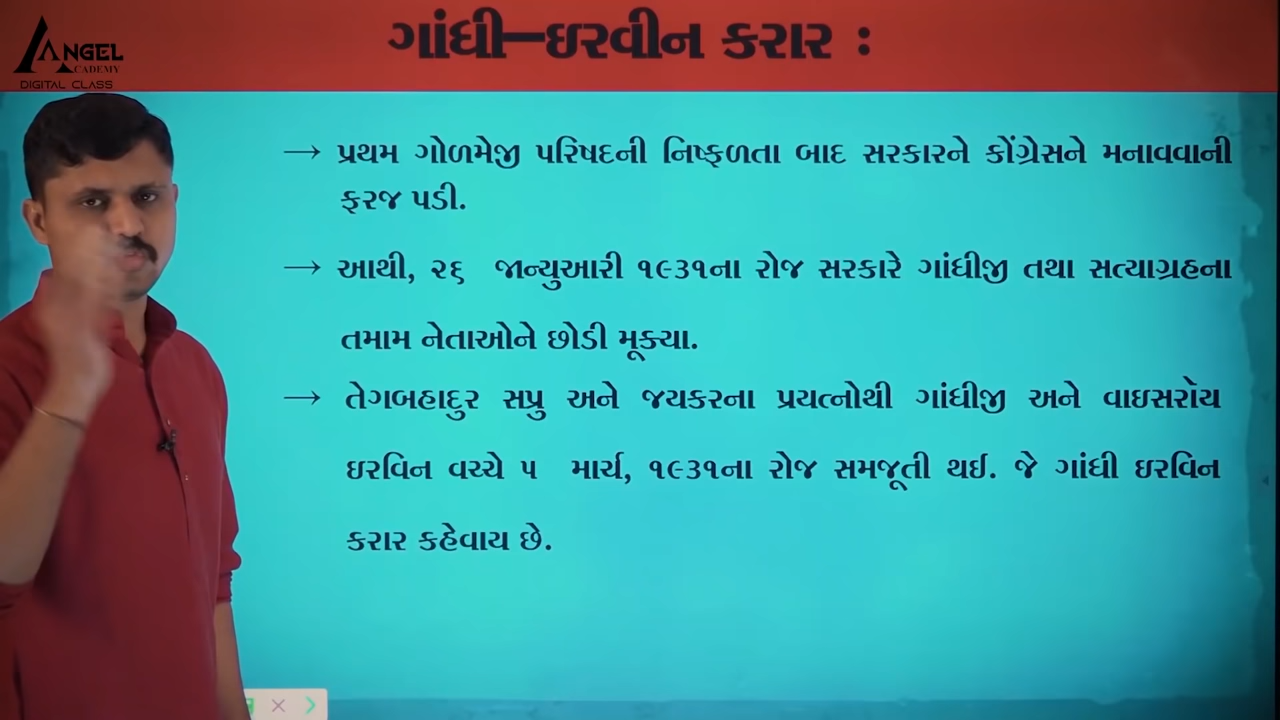 ANGEL
ACADEMY
DIGITAL CLASS
ગાંધી–ઇરવીન કરાર :
→ પ્રથમ ગોળમેજી પરિષદની નિષ્ફળતા બાદ સરકારને કોંગ્રેસને મનાવવાની
ફરજ પડી.
→ આથી, ૨૬ જાન્યુઆરી ૧૯૩૧ના રોજ સરકારે ગાંધીજી તથા સત્યાગ્રહના
તમામ નેતાઓને છોડી મૂક્યા.
→ તેગબહાદુર સપ્રુ અને જયકરના પ્રયત્નોથી ગાંધીજી અને વાઇસરૉય
ઇરવિન વચ્ચે ૫ માર્ચ, ૧૯૩૧ના રોજ સમજૂતી થઈ. જે ગાંધી ઇરવિન
કરાર કહેવાય છે.